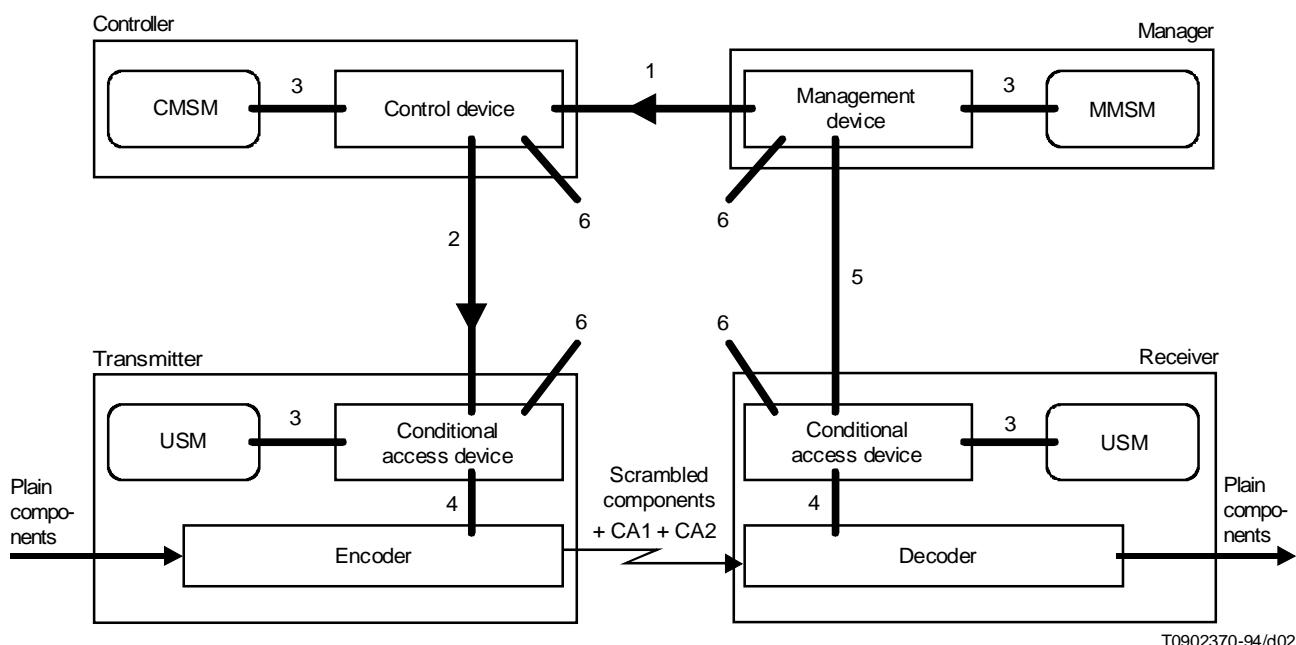 Controller
Manager
1
3
3
CMSM
Control device
Management
device
MMSM
6
6
2
5
6
6
Transmitter
Receiver
3
3
USM
Conditional
access device
Conditional
access device
USM
Scrambled
components
+ CA1 + CA2
4
4
Plain
compo-
nents
Plain
compo-
nents
Encoder
Decoder
T0902370-94/d02